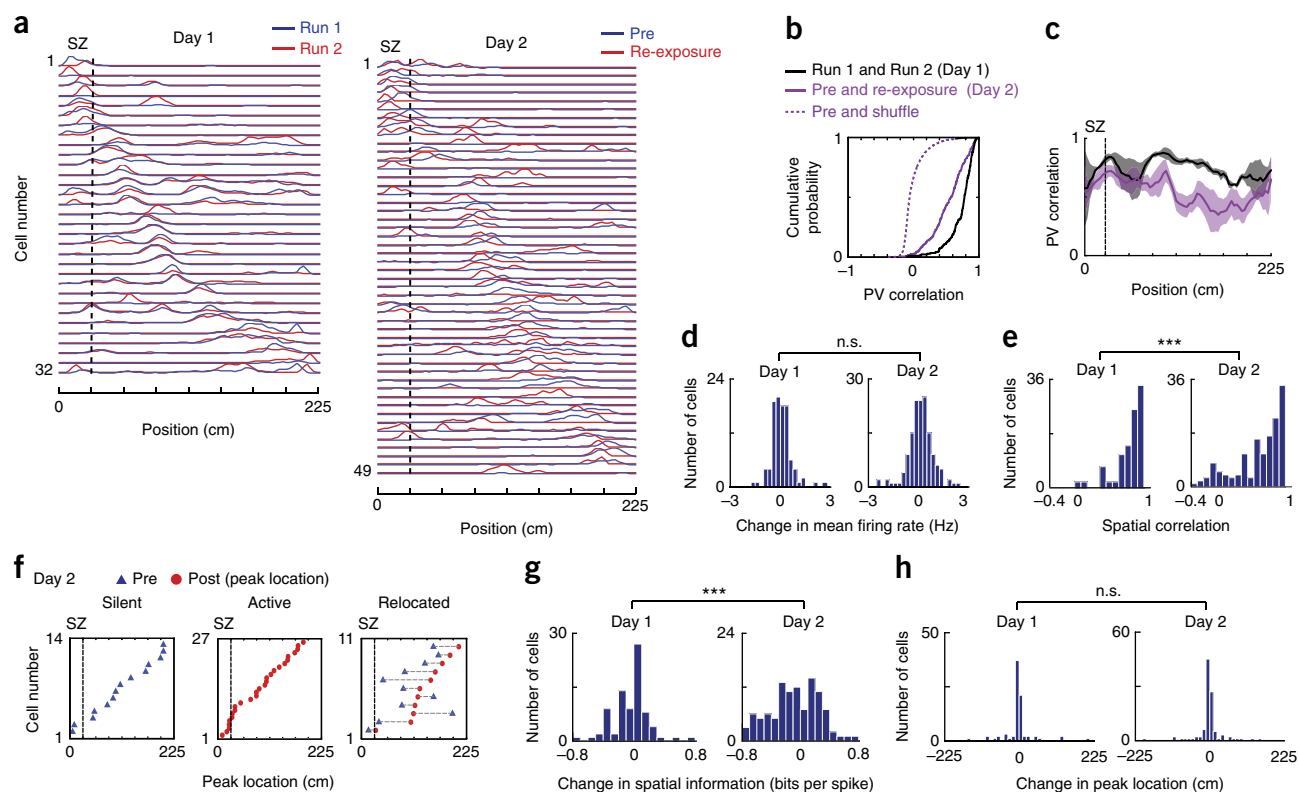 a
SZ
Day 1
Run 1
Run 2
1
Cell number
32
0
225
Position (cm)
SZ
Day 2
Pre
Re-exposure
1
49
0
225
Position (cm)
b
Run 1 and Run 2 (Day 1)
Pre and re-exposure (Day 2)
Pre and shuffle
Cumulative
probability
1
0
−1
0
1
PV correlation
c
SZ
1
PV correlation
0
0
225
Position (cm)
d
n.s.
Day 1
Day 2
Number of cells
24
0
−3
0
3
30
0
−3
0
3
Change in mean firing rate (Hz)
e
***
Day 1
Day 2
Number of cells
36
0
−0.4
0
1
36
0
−0.4
0
1
Spatial correlation
f
Day 2
Pre
Post (peak location)
Silent
Active
Relocated
SZ
SZ
SZ
Cell number
14
1
0
225
27
1
0
225
11
1
0
225
Peak location (cm)
g
***
Day 1
Day 2
Number of cells
30
0
−0.8
0
0.8
30
0
−0.8
0
0.8
Change in spatial information (bits per spike)
h
n.s.
Day 1
Day 2
Number of cells
50
0
−225
0
225
60
0
−225
0
225
Change in peak location (cm)